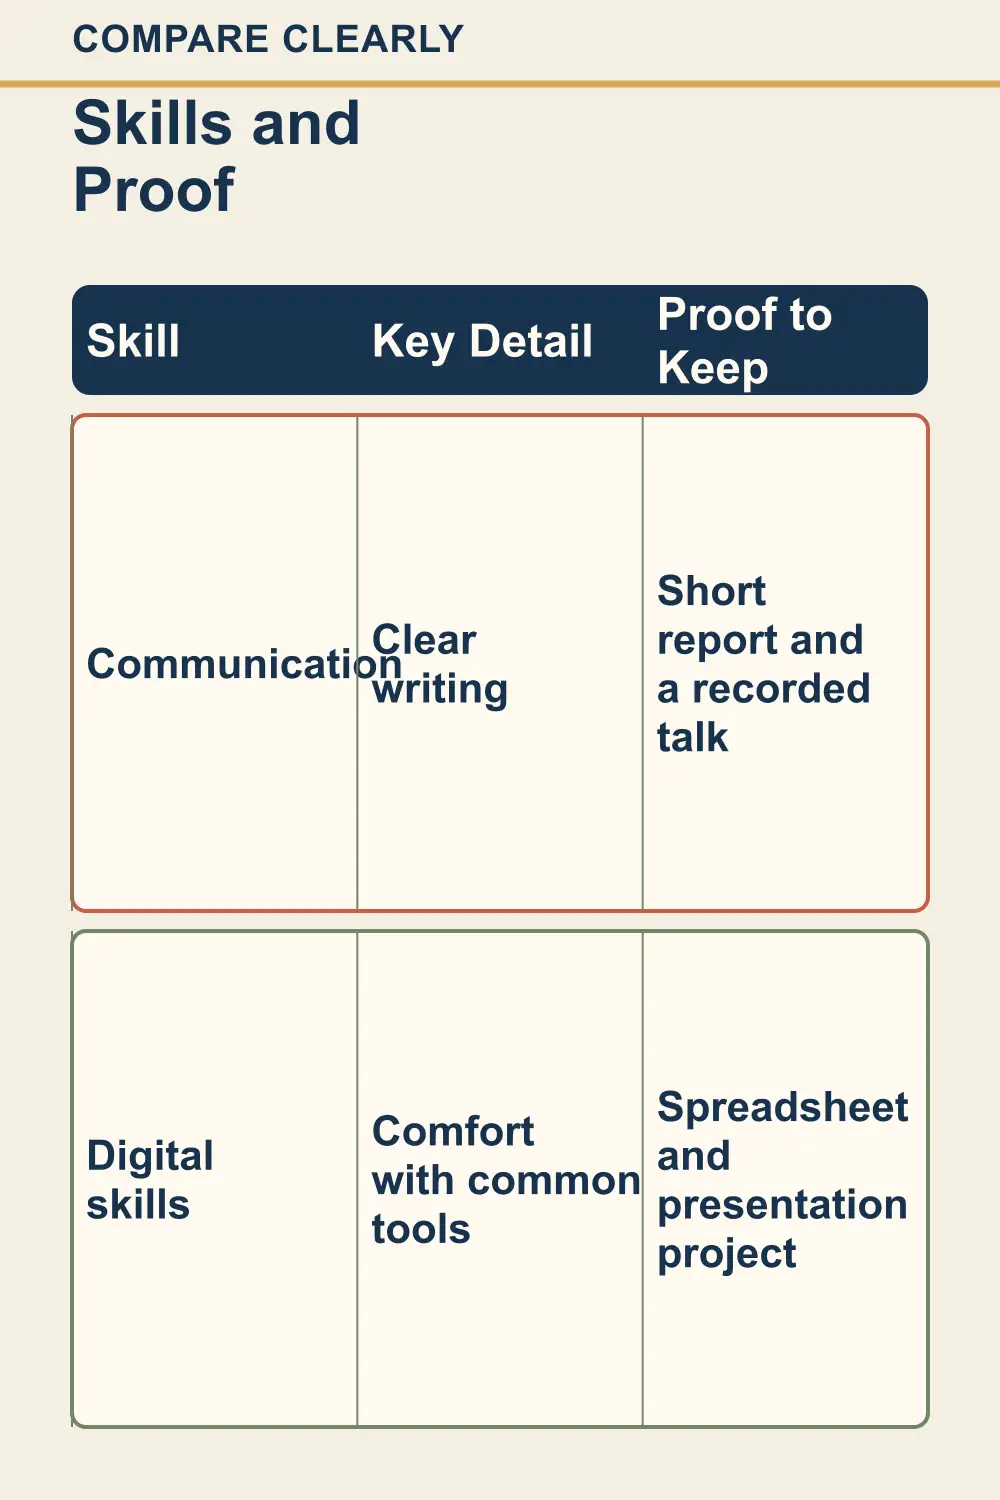 COMPARE CLEARLY
Skills and
Proof
Skill
Key Detail
Proof to
Keep
Communication
Clear
writing
Short
report and
a recorded
talk
Digital
skills
Comfort
with common
tools
Spreadsheet
and
presentation
project